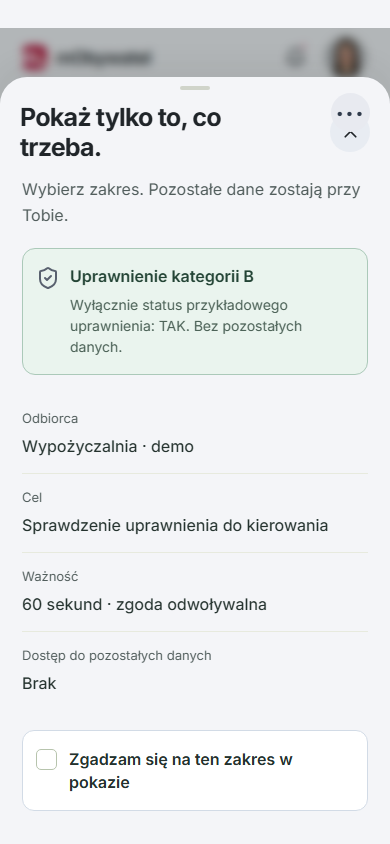 mObywatel
Pokaż tylko to, co
trzeba.
Wybierz zakres. Pozostałe dane zostają przy
Tobie.
Uprawnienie kategorii B
Wyłącznie status przykładowego
uprawnienia: TAK. Bez pozostałych
danych.
Odbiorca
Wypożyczalnia · demo
Cel
Sprawdzenie uprawnienia do kierowania
Ważność
60 sekund · zgoda odwoływalna
Dostęp do pozostałych danych
Brak
Zgadzam się na ten zakres w
pokazie